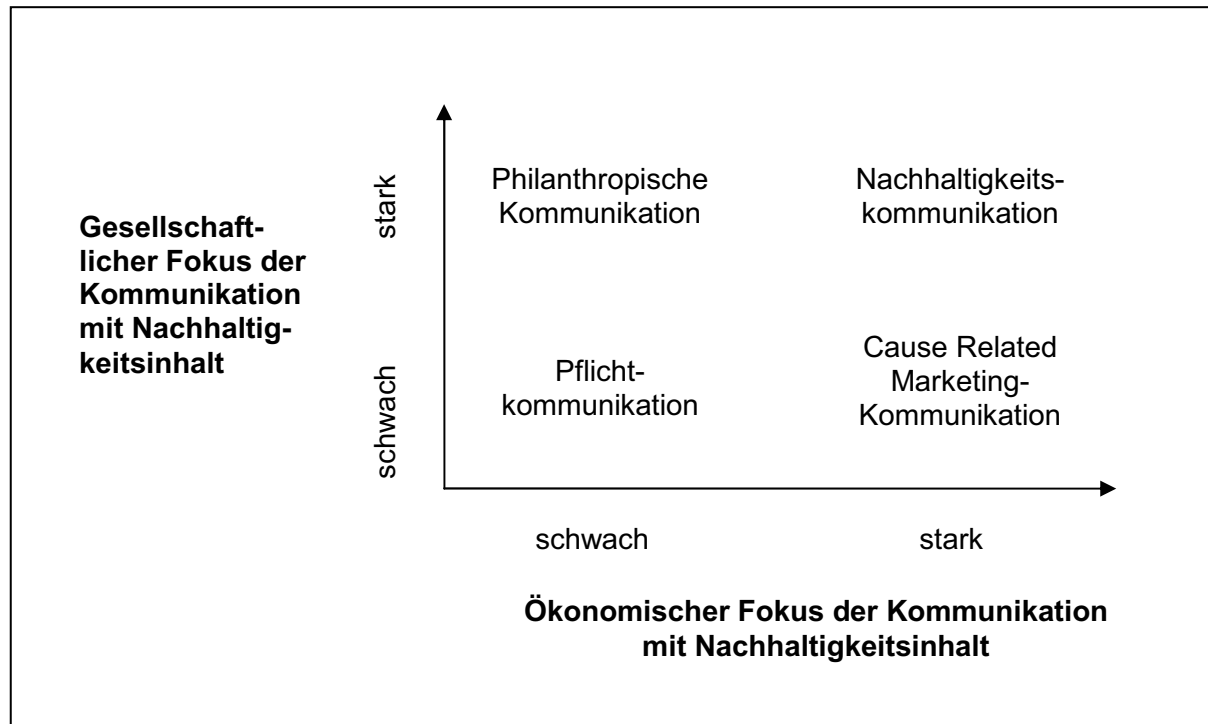 Gesellschaft-
licher Fokus der
Kommunikation
mit Nachhaltig-
keitsinhalt
stark
schwach
Philanthropische
Kommunikation
Nachhaltigkeits-
kommunikation
Pflicht-
kommunikation
Cause Related
Marketing-
Kommunikation
schwach
stark
Ökonomischer Fokus der Kommunikation
mit Nachhaltigkeitsinhalt